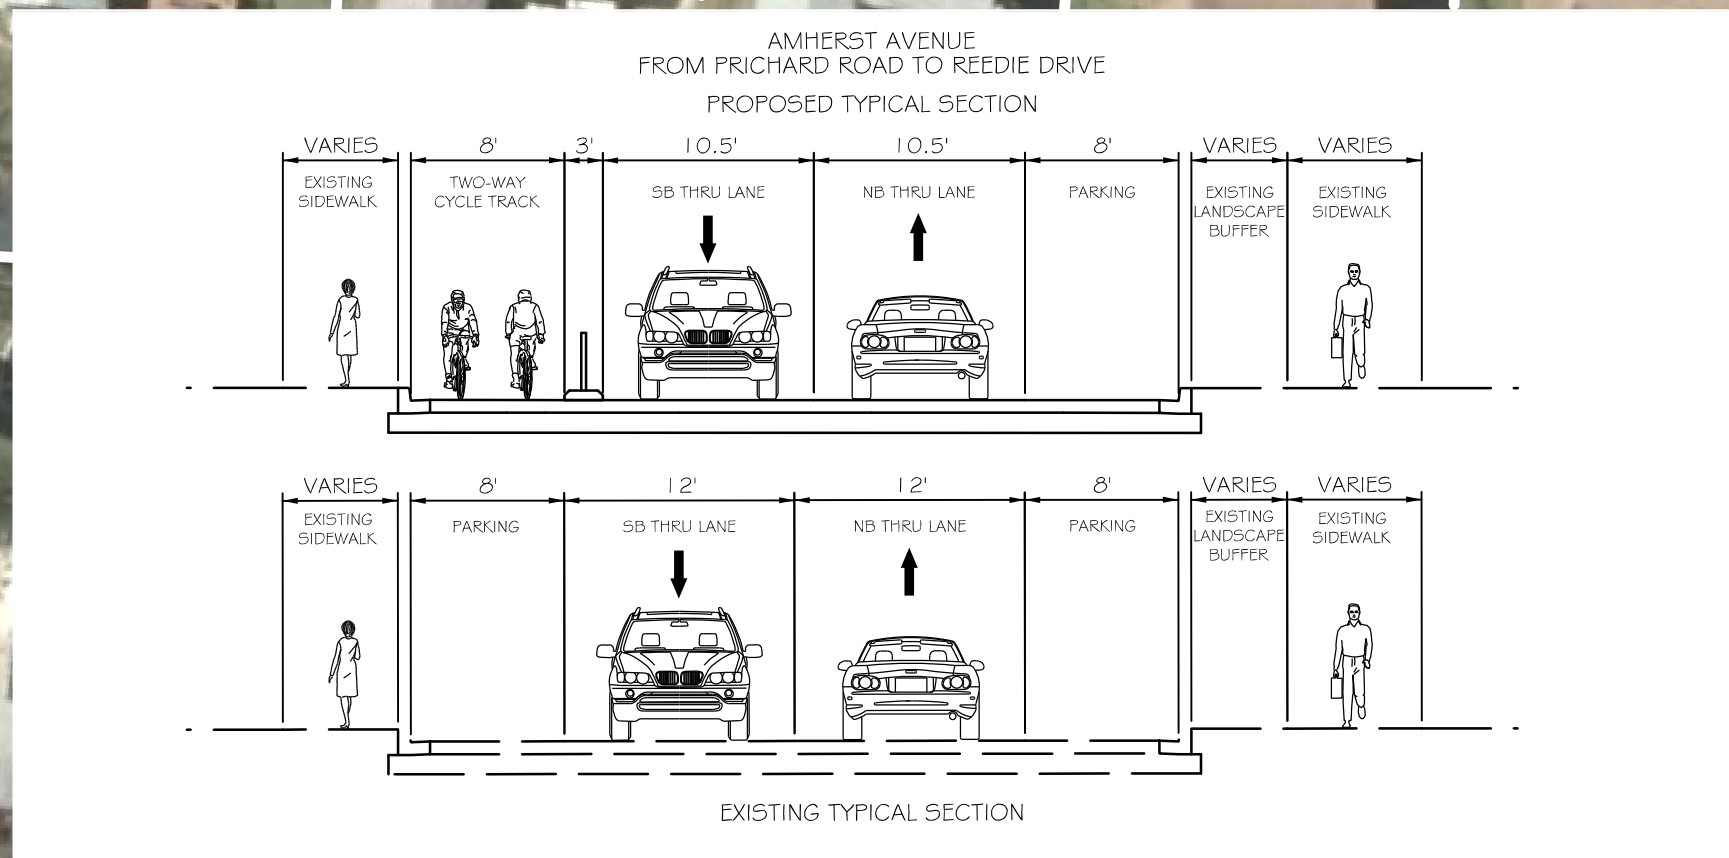 AMHERST AVENUE
FROM PRICHARD ROAD TO REEDIE DRIVE
PROPOSED TYPICAL SECTION
VARIES 8' 3' 10.5' 10.5' 8' VARIES VARIES
EXISTING
SIDEWALK
TWO-WAY
CYCLE TRACK
SB THRU LANE
NB THRU LANE
PARKING
EXISTING
LANDSCAPE
BUFFER
EXISTING
SIDEWALK
VARIES 8' 12' 12' 8' VARIES VARIES
EXISTING
SIDEWALK
PARKING
SB THRU LANE
NB THRU LANE
PARKING
EXISTING
LANDSCAPE
BUFFER
EXISTING
SIDEWALK
EXISTING TYPICAL SECTION